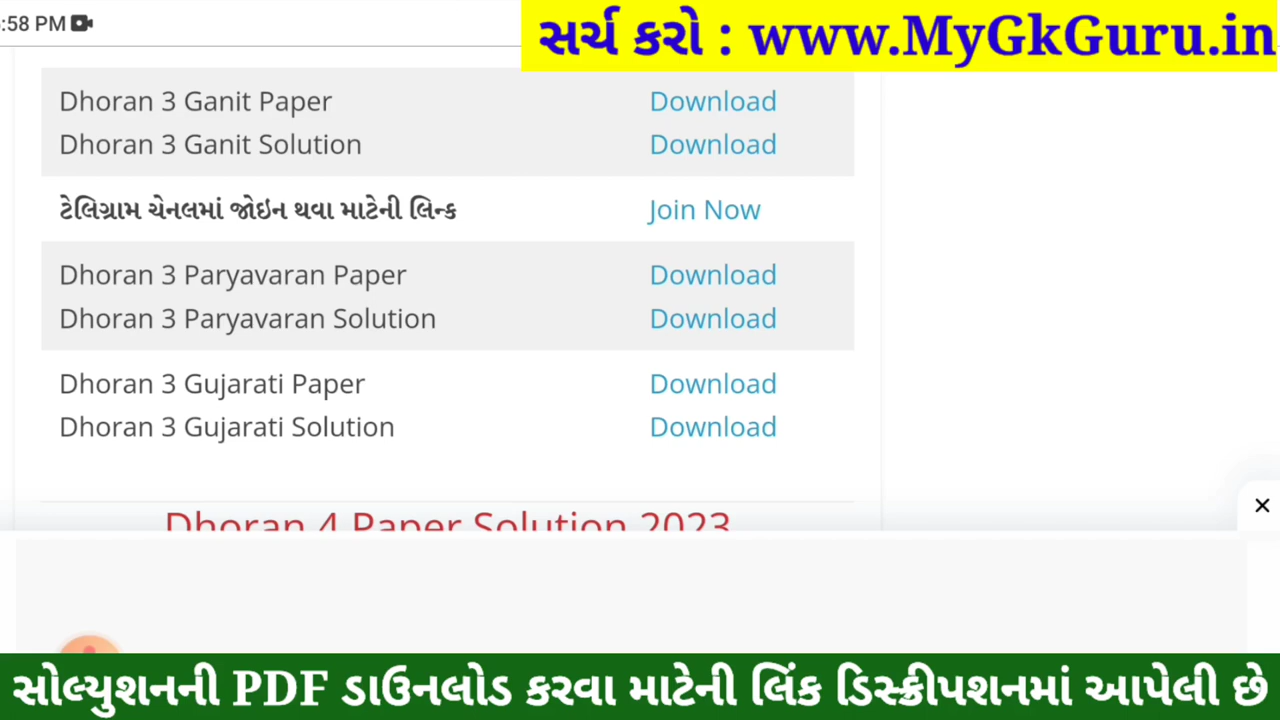 :58 PM
સર્ચ કરો : www.MyGkGuru.in
Dhoran 3 Ganit Paper Download
Dhoran 3 Ganit Solution Download
ટેલિગ્રામ ચેનલમાં જોઇન થવા માટેની લિન્ક Join Now
Dhoran 3 Paryavaran Paper Download
Dhoran 3 Paryavaran Solution Download
Dhoran 3 Gujarati Paper Download
Dhoran 3 Gujarati Solution Download
Dhoran 4 Paper Solution 2023
સોલ્યુશનની PDF ડાઉનલોડ કરવા માટેની લિંક ડિસ્ક્રીપશનમાં આપેલી છે